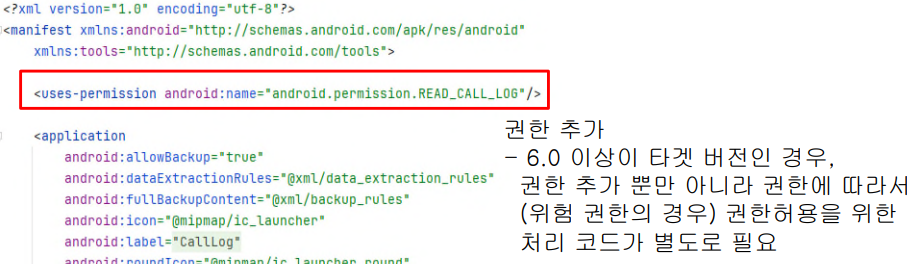 <?xml version="1.0" encoding="utf-8"?>
<manifest xmlns:android="http://schemas.android.com/apk/res/android"
    xmlns:tools="http://schemas.android.com/tools">
    <uses-permission android:name="android.permission.READ_CALL_LOG"/>
    <application
        android:allowBackup="true"
        android:dataExtractionRules="@xml/data_extraction_rules"
        android:fullBackupContent="@xml/backup_rules"
        android:icon="@mipmap/ic_launcher"
        android:label="CallLog"
        android:roundIcon="@mipmap/ic_launcher_round"
권한 추가
- 6.0 이상이 타겟 버전인 경우,
권한 추가 뿐만 아니라 권한에 따라서
(위험 권한의 경우) 권한허용을 위한
처리 코드가 별도로 필요